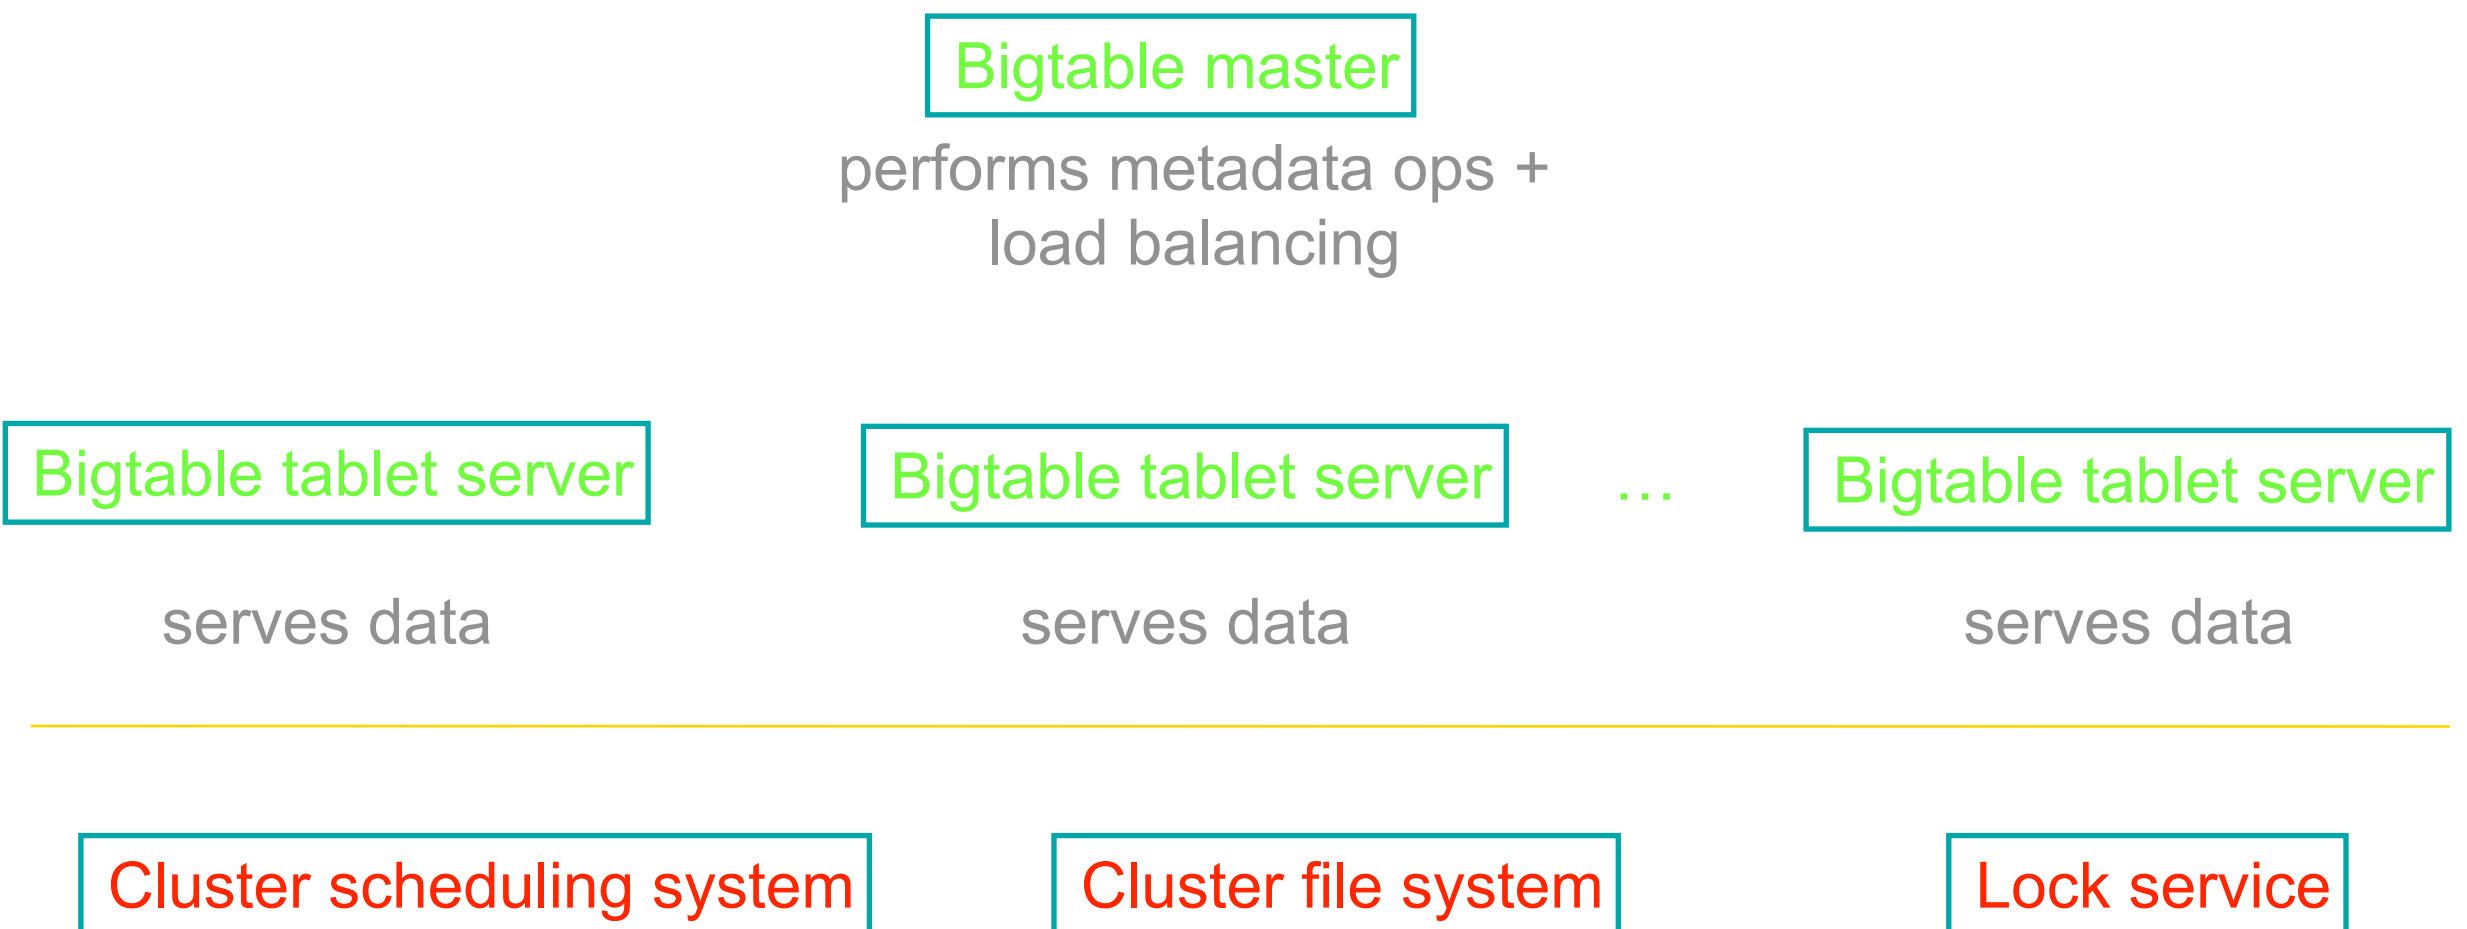 Bigtable master
performs metadata ops +
load balancing
Bigtable tablet server
Bigtable tablet server
…
Bigtable tablet server
serves data
serves data
serves data
Cluster scheduling system
Cluster file system
Lock service